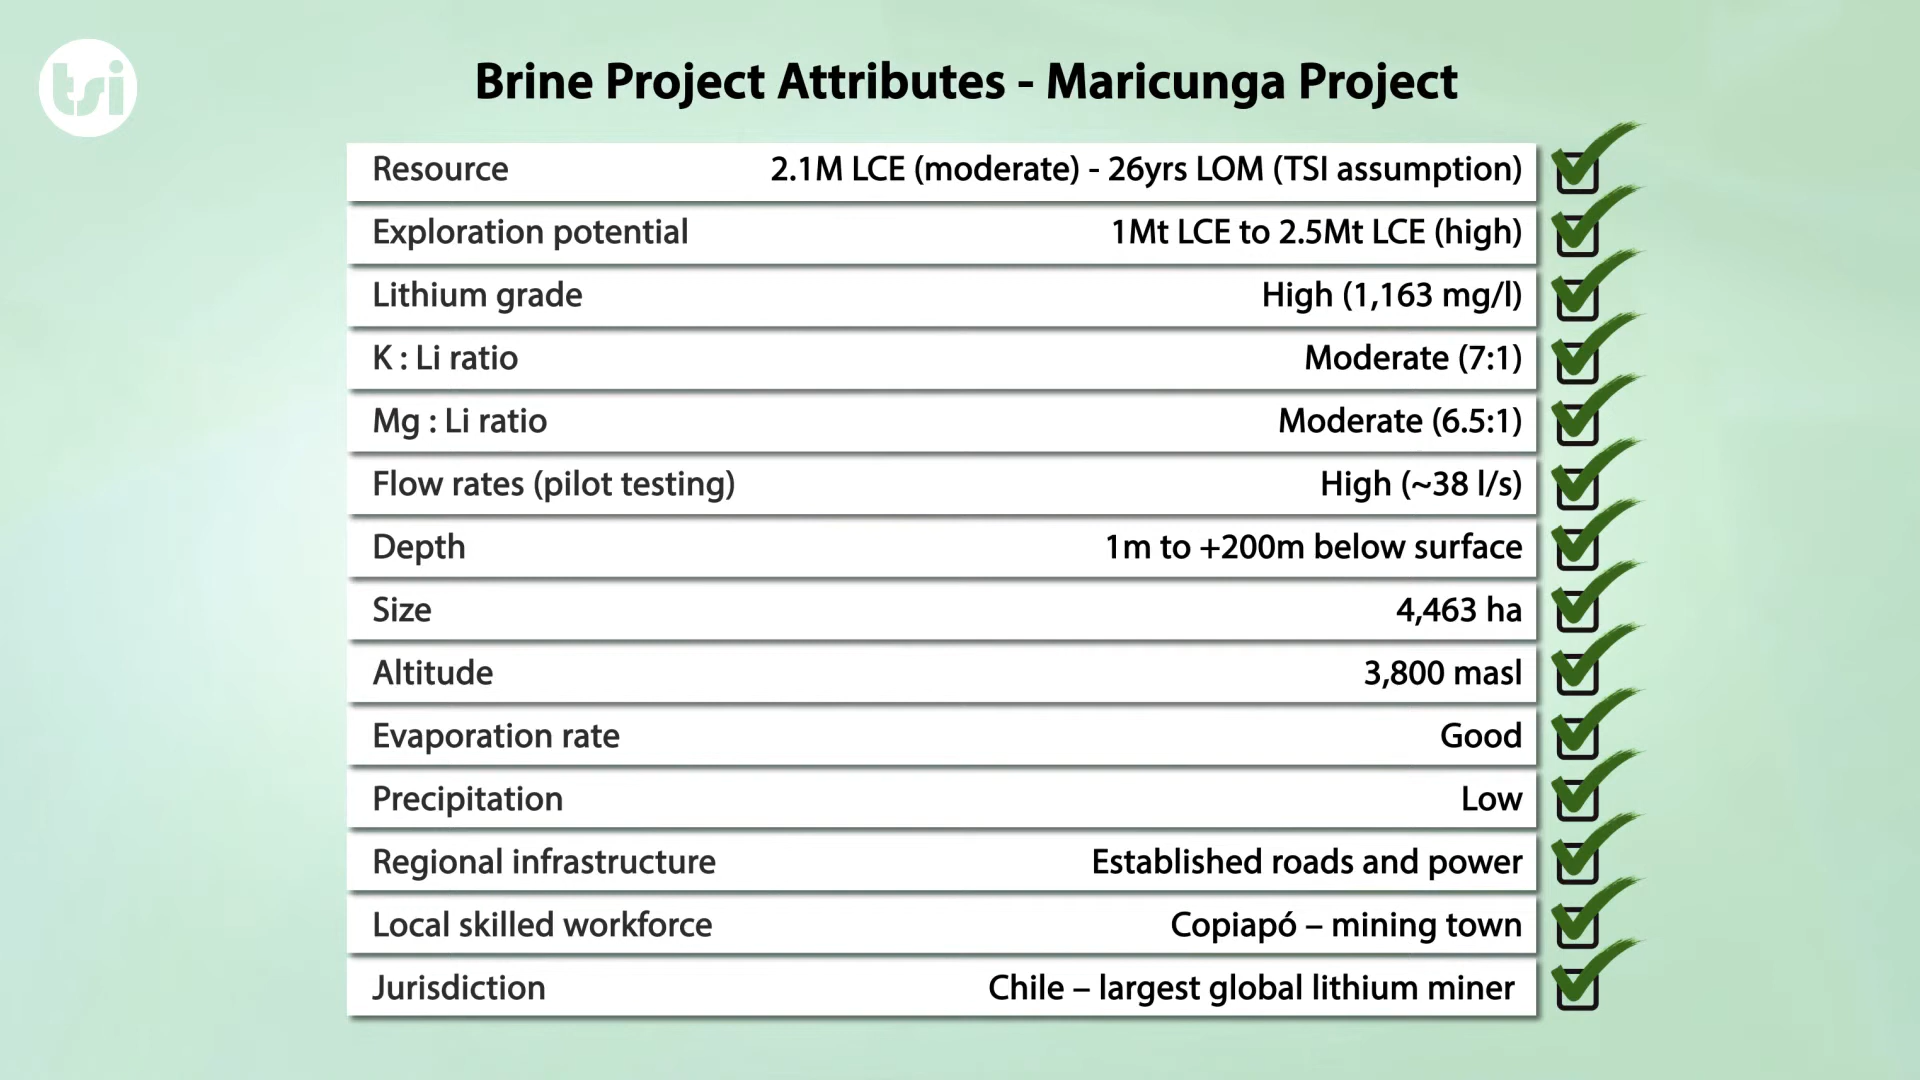 tsi
Brine Project Attributes - Maricunga Project
Resource 2.1M LCE (moderate) - 26yrs LOM (TSI assumption)
Exploration potential 1Mt LCE to 2.5Mt LCE (high)
Lithium grade High (1,163 mg/l)
K : Li ratio Moderate (7:1)
Mg : Li ratio Moderate (6.5:1)
Flow rates (pilot testing) High (~38 l/s)
Depth 1m to +200m below surface
Size 4,463 ha
Altitude 3,800 masl
Evaporation rate Good
Precipitation Low
Regional infrastructure Established roads and power
Local skilled workforce Copiapó – mining town
Jurisdiction Chile – largest global lithium miner